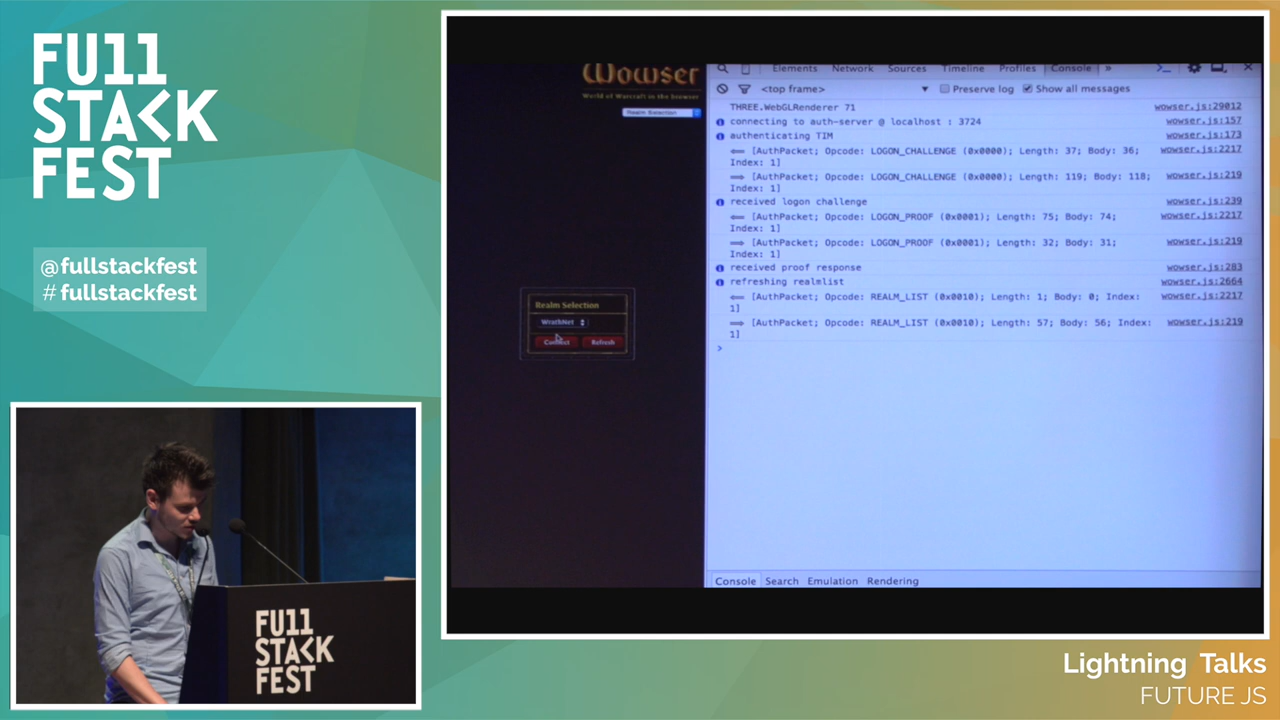 FU11
STACK
FEST
@fullstackfest
# fullstackfest
Wowser
World of Warcraft in the browser
Realm Selection
Realm Selection
WrathNet
Connect
Refresh
Elements Network Sources Timeline Profiles Console »
<top frame> Preserve log Show all messages
THREE.WebGLRenderer 71 wowser.js:29012
connecting to auth-server @ localhost : 3724 wowser.js:157
authenticating TIM wowser.js:173
⇐ [AuthPacket; Opcode: LOGON_CHALLENGE (0x0000); Length: 37; Body: 36; wowser.js:2217
Index: 1]
⇒ [AuthPacket; Opcode: LOGON_CHALLENGE (0x0000); Length: 119; Body: 118; wowser.js:219
Index: 1]
received logon challenge wowser.js:239
⇐ [AuthPacket; Opcode: LOGON_PROOF (0x0001); Length: 75; Body: 74; wowser.js:2217
Index: 1]
⇒ [AuthPacket; Opcode: LOGON_PROOF (0x0001); Length: 32; Body: 31; wowser.js:219
Index: 1]
received proof response wowser.js:283
refreshing realmlist wowser.js:2664
⇐ [AuthPacket; Opcode: REALM_LIST (0x0010); Length: 1; Body: 0; Index: wowser.js:2217
1]
⇒ [AuthPacket; Opcode: REALM_LIST (0x0010); Length: 57; Body: 56; Index: wowser.js:219
1]
>
Console Search Emulation Rendering
FU11
STACK
FEST
Lightning Talks
FUTURE JS